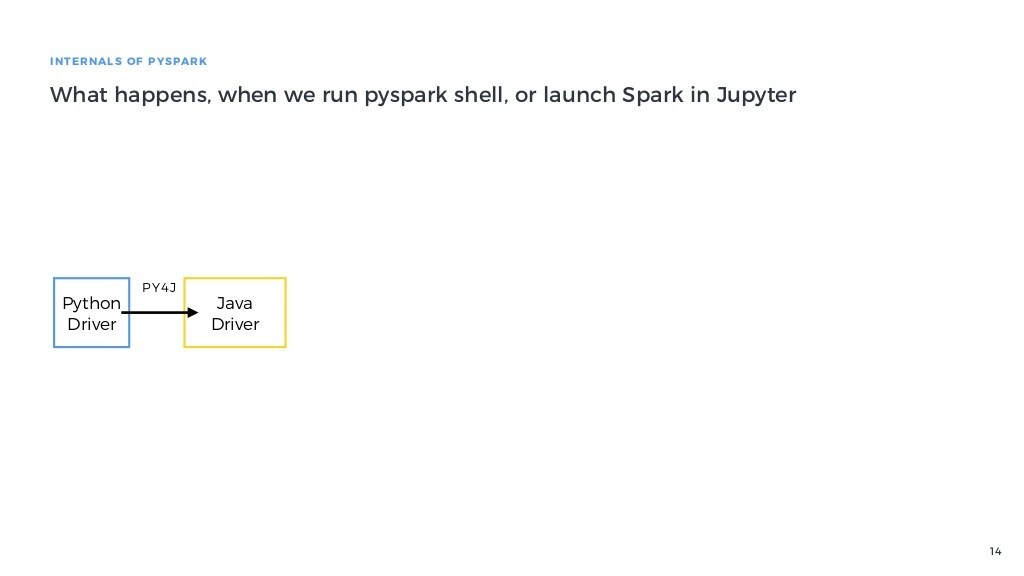 INTERNALS OF PYSPARK
What happens, when we run pyspark shell, or launch Spark in Jupyter
PY4J
Python
Driver
Java
Driver
14